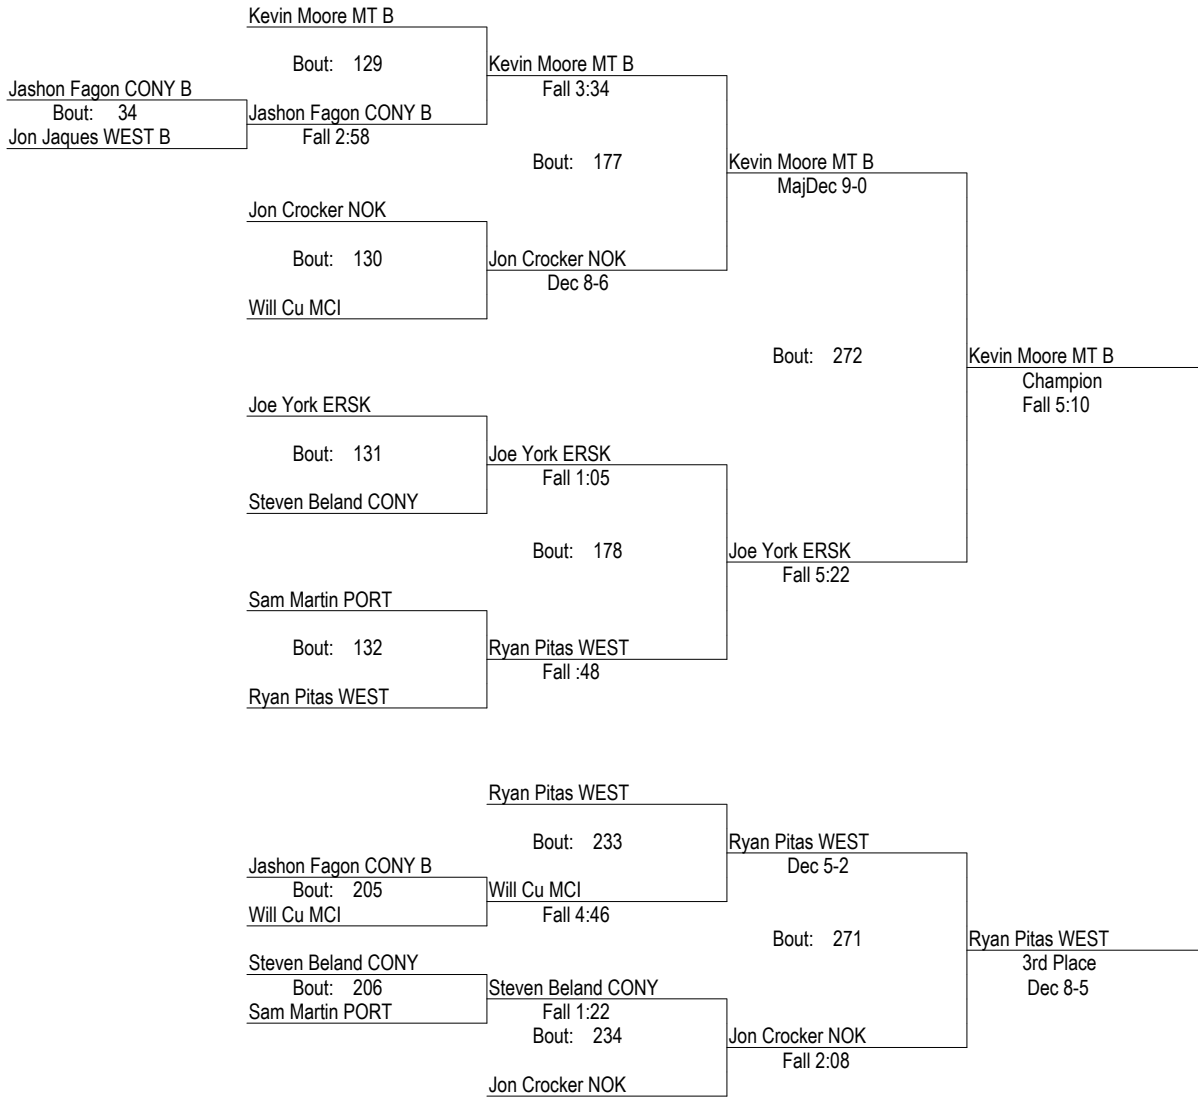 Kevin Moore MT B
Bout: 129
Kevin Moore MT B
Fall 3:34
Jashon Fagon CONY B
Bout: 34
Jashon Fagon CONY B
Jon Jaques WEST B
Fall 2:58
Bout: 177
Kevin Moore MT B
MajDec 9-0
Jon Crocker NOK
Bout: 130
Jon Crocker NOK
Dec 8-6
Will Cu MCI
Bout: 272
Kevin Moore MT B
Champion
Fall 5:10
Joe York ERSK
Bout: 131
Joe York ERSK
Fall 1:05
Steven Beland CONY
Bout: 178
Joe York ERSK
Fall 5:22
Sam Martin PORT
Bout: 132
Ryan Pitas WEST
Fall :48
Ryan Pitas WEST
Ryan Pitas WEST
Bout: 233
Ryan Pitas WEST
Dec 5-2
Jashon Fagon CONY B
Bout: 205
Will Cu MCI
Will Cu MCI
Fall 4:46
Bout: 271
Ryan Pitas WEST
3rd Place
Dec 8-5
Steven Beland CONY
Bout: 206
Steven Beland CONY
Sam Martin PORT
Fall 1:22
Bout: 234
Jon Crocker NOK
Fall 2:08
Jon Crocker NOK